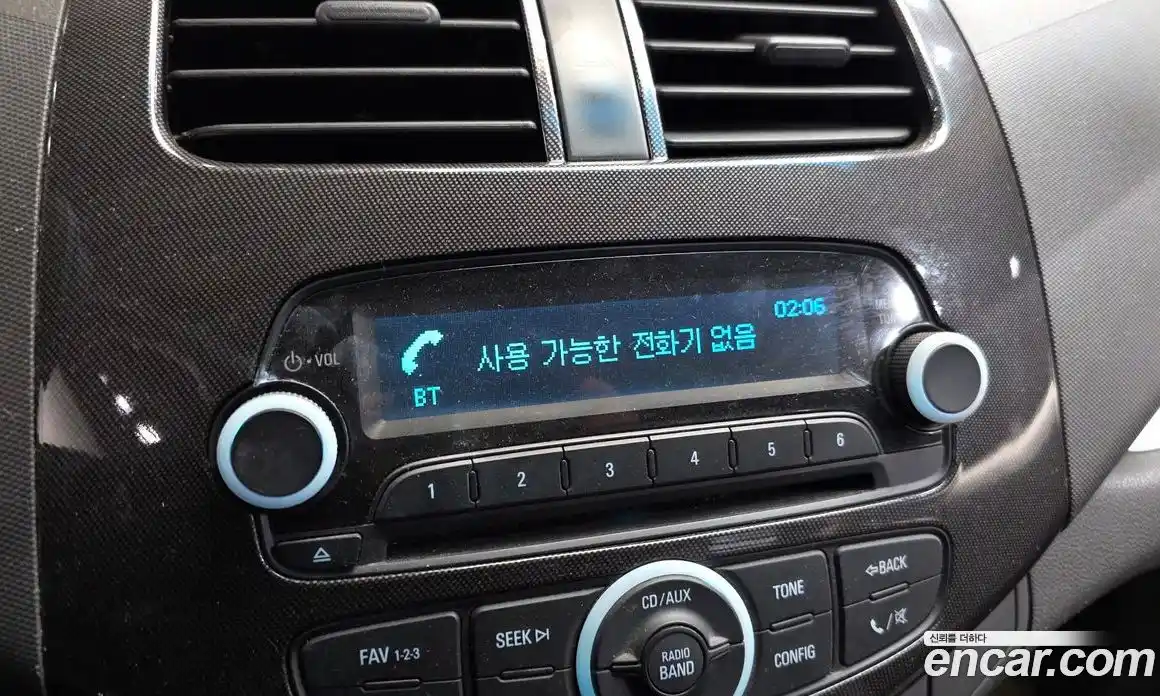 02:06
사용 가능한 전화기 없음
BT
VOL
1 2 3 4 5 6
CD/AUX
TONE
BACK
FAV 1-2-3
SEEK
RADIO
BAND
CONFIG
신뢰를 더하다
encar.com